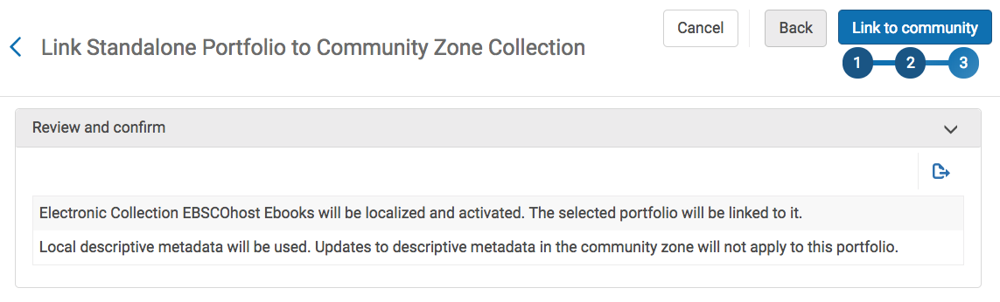 Link Standalone Portfolio to Community Zone Collection
Cancel
Back
Link to community
1
2
3
Review and confirm
Electronic Collection EBSCOhost Ebooks will be localized and activated. The selected portfolio will be linked to it.
Local descriptive metadata will be used. Updates to descriptive metadata in the community zone will not apply to this portfolio.